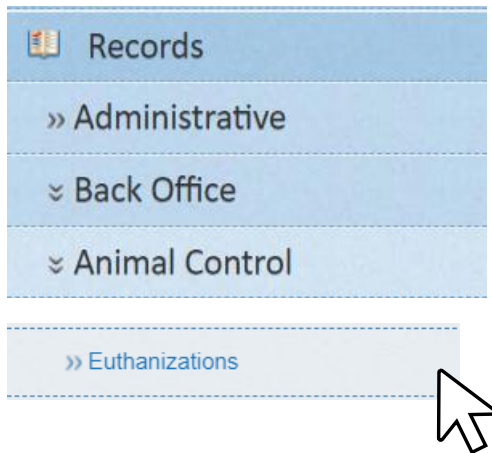 Records
» Administrative
Back Office
Animal Control
» Euthanizations